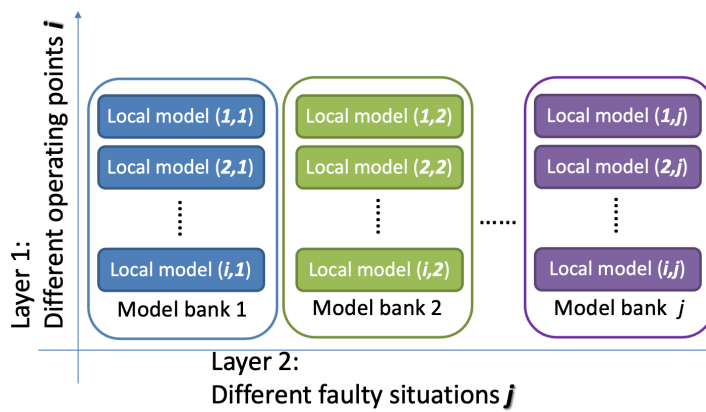 Layer 1:
Different operating points i
Local model (1,1)
Local model (2,1)
Local model (i,1)
Model bank 1
Local model (1,2)
Local model (2,2)
Local model (i,2)
Model bank 2
Local model (1,j)
Local model (2,j)
Local model (i,j)
Model bank j
Layer 2:
Different faulty situations j